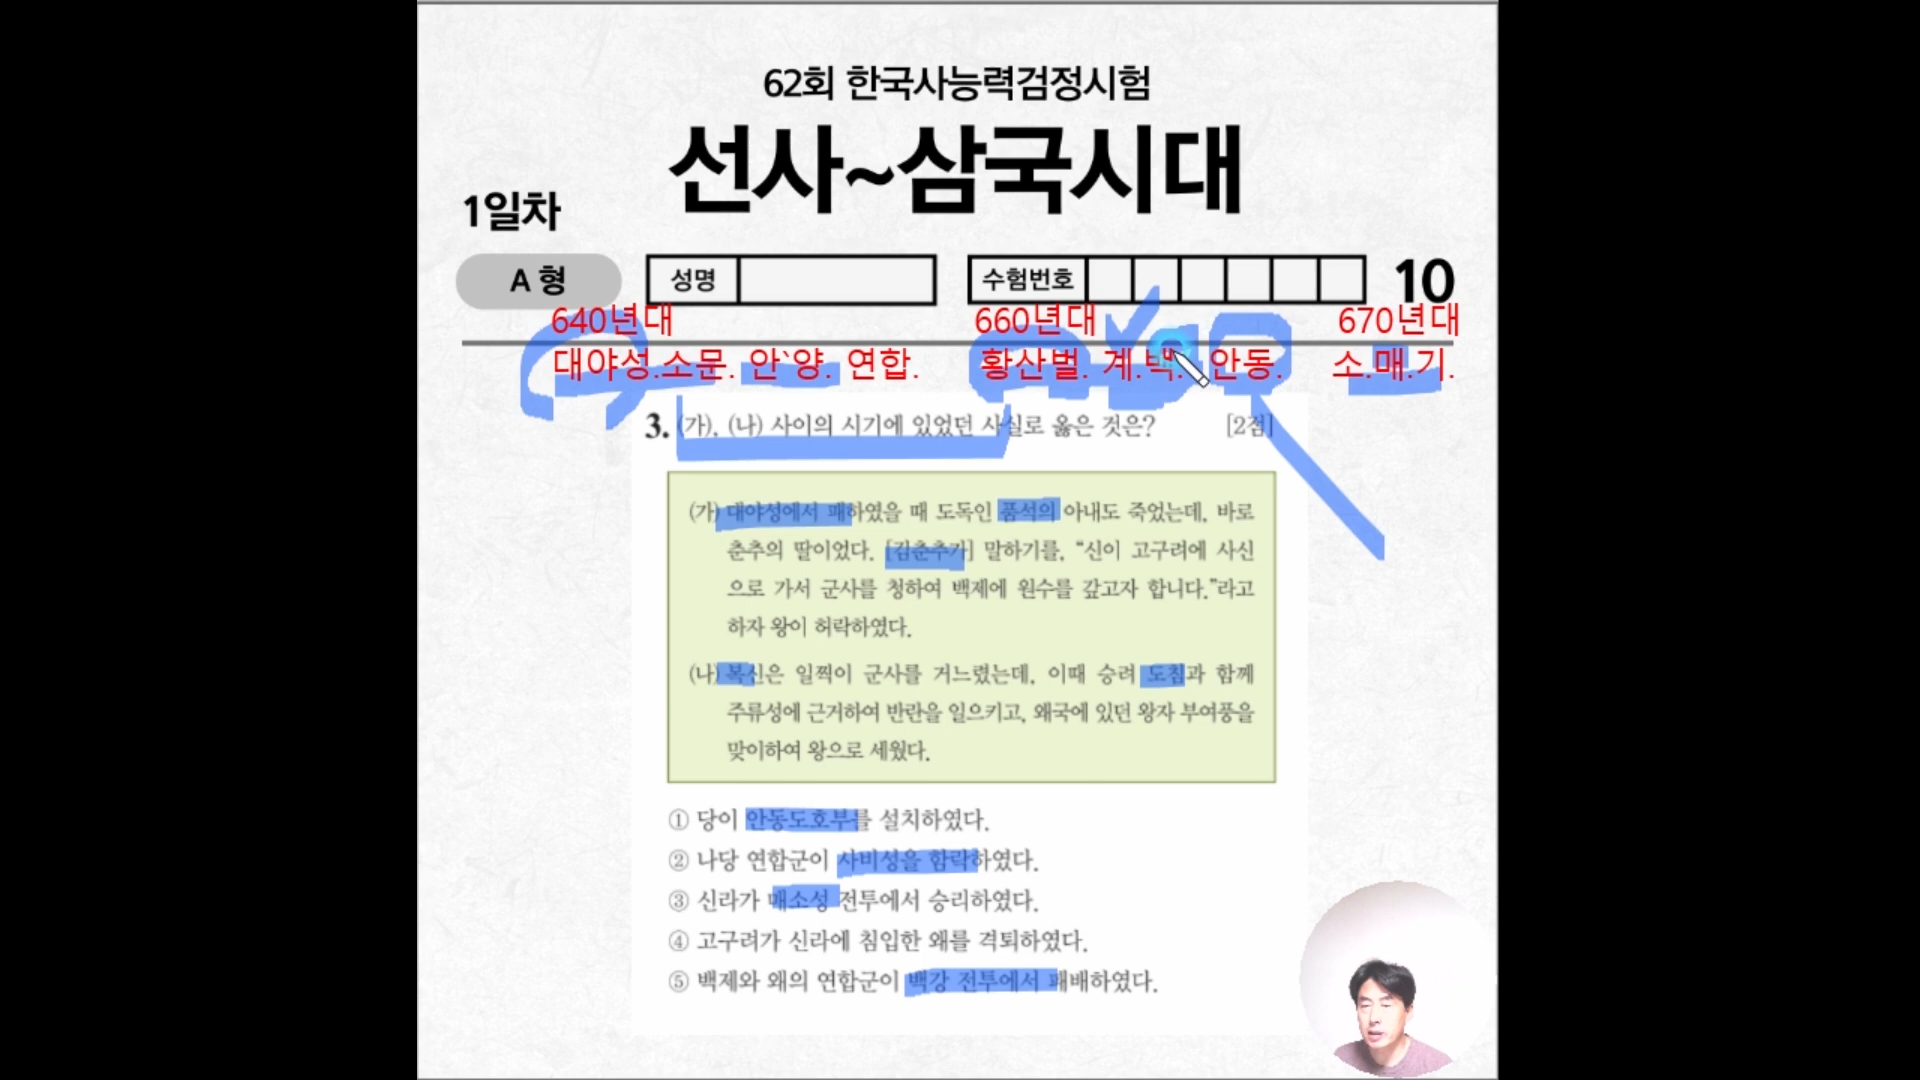 62회 한국사능력검정시험
선사~삼국시대
1일차
A 형
성명
수험번호
10
640년대
660년대
670년대
대야성.소문. 안`양. 연합.
황산벌. 계.백. 안동.
소.매.기.
3. (가), (나) 사이의 시기에 있었던 사실로 옳은 것은? [2점]
(가) 대야성에서 패하였을 때 도독인 품석의 아내도 죽었는데, 바로
춘추의 딸이었다. [김춘추가] 말하기를, “신이 고구려에 사신
으로 가서 군사를 청하여 백제에 원수를 갚고자 합니다.”라고
하자 왕이 허락하였다.
(나) 복신은 일찍이 군사를 거느렸는데, 이때 승려 도침과 함께
주류성에 근거하여 반란을 일으키고, 왜국에 있던 왕자 부여풍을
맞이하여 왕으로 세웠다.
① 당이 안동도호부를 설치하였다.
② 나당 연합군이 사비성을 함락하였다.
③ 신라가 매소성 전투에서 승리하였다.
④ 고구려가 신라에 침입한 왜를 격퇴하였다.
⑤ 백제와 왜의 연합군이 백강 전투에서 패배하였다.